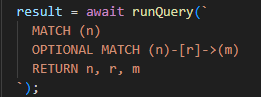 result = await runQuery(`
MATCH (n)
OPTIONAL MATCH (n)-[r]->(m)
RETURN n, r, m
`);